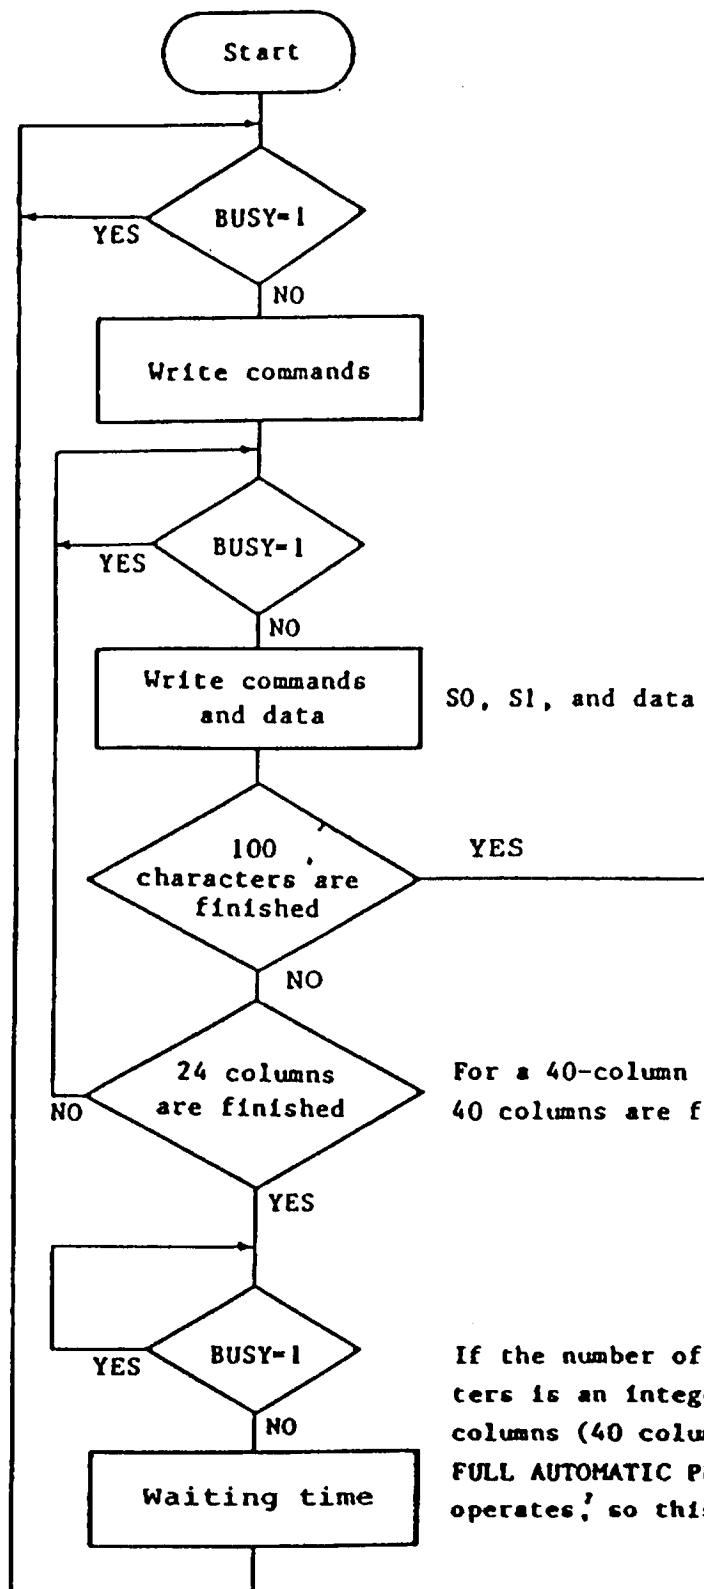 Start
BUSY=1
YES
NO
Write commands
BUSY=1
YES
NO
Write commands
and data
S0, S1, and data
100
characters are
finished
YES
NO
24 columns
are finished
NO
For a 40-column
40 columns are f
YES
BUSY=1
YES
NO
If the number of
ters is an integ
columns (40 colu
FULL AUTOMATIC
operates, so this
Waiting time